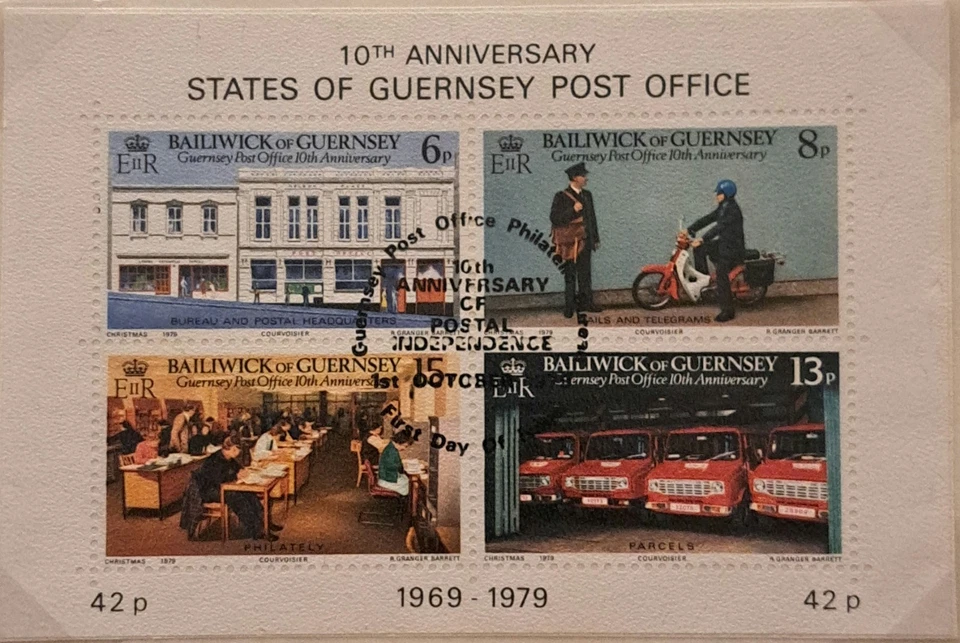 10TH ANNIVERSARY
STATES OF GUERNSEY POST OFFICE
EIIR
BAILIWICK OF GUERNSEY 6p
Guernsey Post Office 10th Anniversary
BUREAU AND POSTAL HEADQUARTERS
CHRISTMAS 1979 COURVOISIER R.GRANGER BARRETT
EIIR
BAILIWICK OF GUERNSEY 8p
Guernsey Post Office 10th Anniversary
MAILS AND TELEGRAMS
CHRISTMAS 1979 COURVOISIER R.GRANGER BARRETT
Guernsey Post Office Philatelic
10th
ANNIVERSARY
OF
POSTAL
INDEPENDENCE
1st OCTOBER
First Day Of
EIIR
BAILIWICK OF GUERNSEY 15
Guernsey Post Office 10th Anniversary
PHILATELY
CHRISTMAS 1979 COURVOISIER R.GRANGER BARRETT
EIIR
BAILIWICK OF GUERNSEY 13p
Guernsey Post Office 10th Anniversary
PARCELS
CHRISTMAS 1979 COURVOISIER R.GRANGER BARRETT
42p 1969-1979 42p